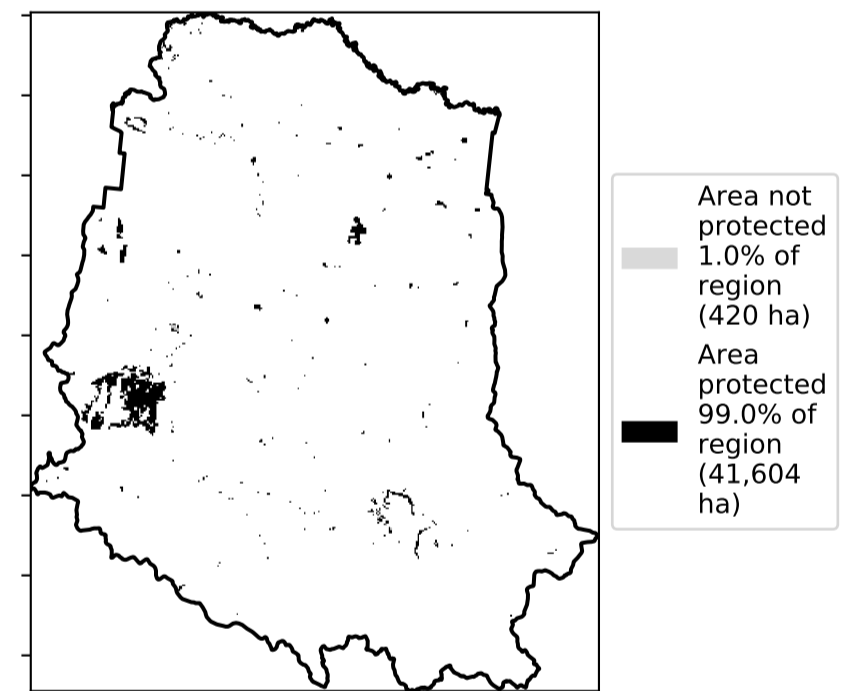 Area not
protected
1.0% of
region
(420 ha)
Area
protected
99.0% of
region
(41,604
ha)